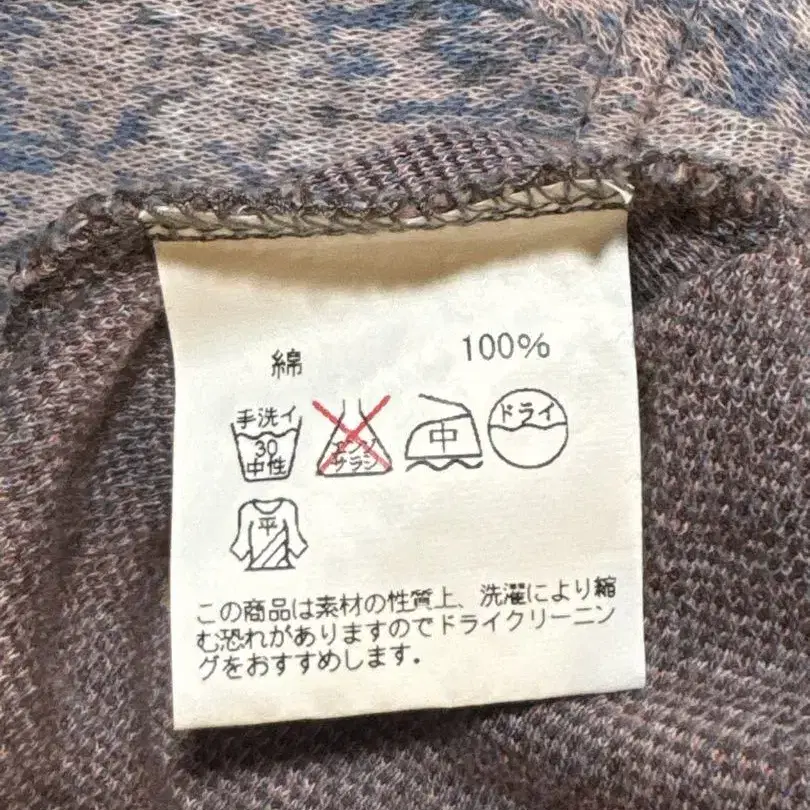 綿 100%
手洗イ 30 中性
エンソ サラシ
中
ドライ
平
この商品は素材の性質上、洗濯により縮
む恐れがありますのでドライクリーニン
グをおすすめします.